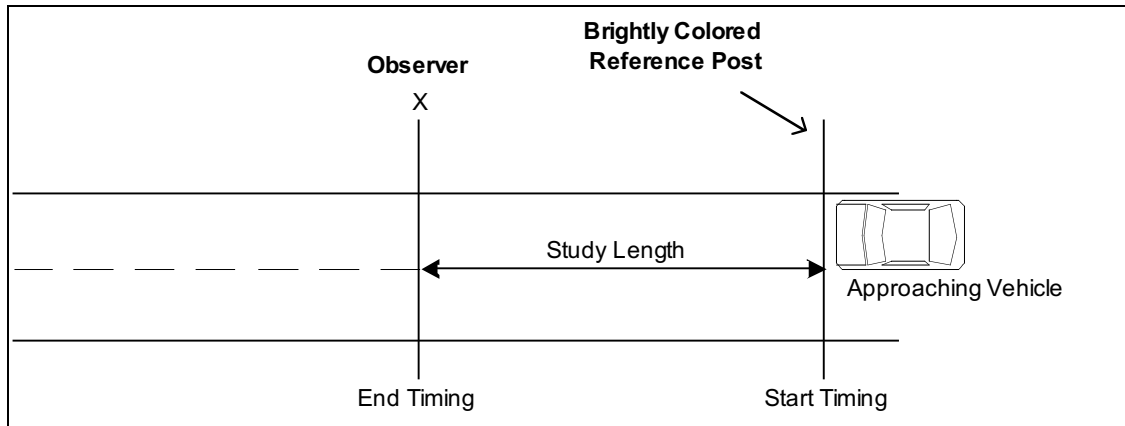 Brightly Colored
Reference Post
Observer
X
Study Length
Approaching Vehicle
End Timing
Start Timing